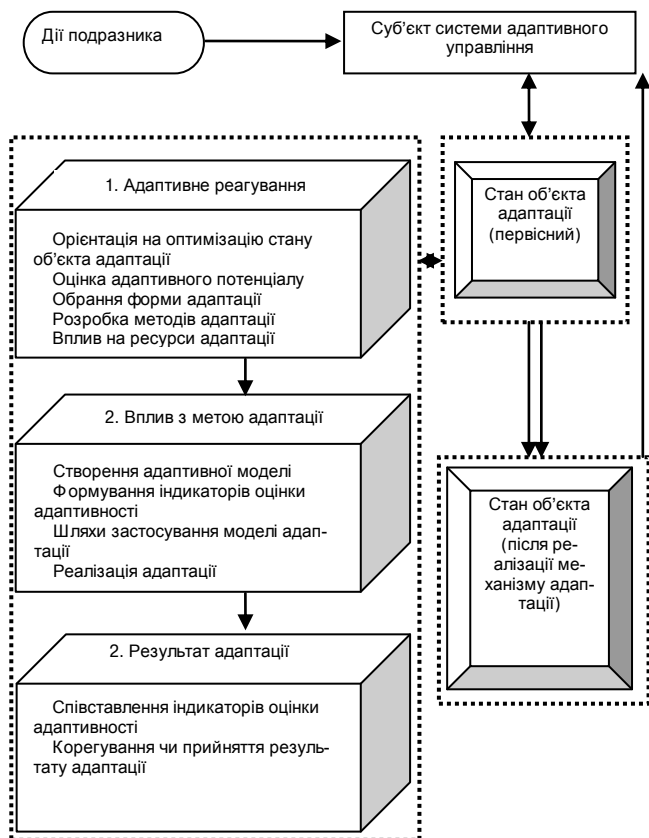 Дії подразника
Суб’єкт системи адаптивного
управління
1. Адаптивне реагування
Орієнтація на оптимізацію стану
об’єкта адаптації
Оцінка адаптивного потенціалу
Обрання форми адаптації
Розробка методів адаптації
Вплив на ресурси адаптації
Стан об’єкта
адаптації
(первісний)
2. Вплив з метою адаптації
Створення адаптивної моделі
Формування індикаторів оцінки
адаптивності
Шляхи застосування моделі адап-
тації
Реалізація адаптації
Стан об’єкта
адаптації
(після ре-
алізації ме-
ханізму адап-
тації)
2. Результат адаптації
Співставлення індикаторів оцінки
адаптивності
Корегування чи прийняття резуль-
тату адаптації